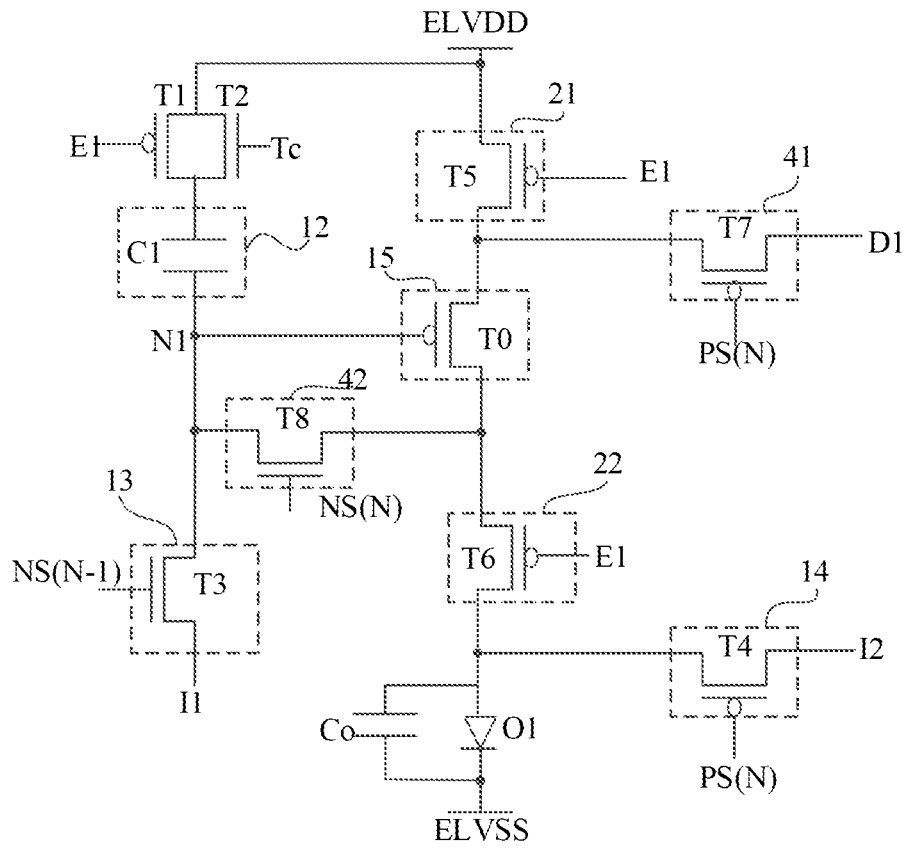 ELVDD
T1 T2
21
E1
Tc
T5
E1
41
C1
12
T7
D1
15
N1
T0
PS(N)
42
T8
13
NS(N)
22
NS(N-1)
T3
T6
E1
14
T4
I2
I1
Co
O1
PS(N)
ELVSS